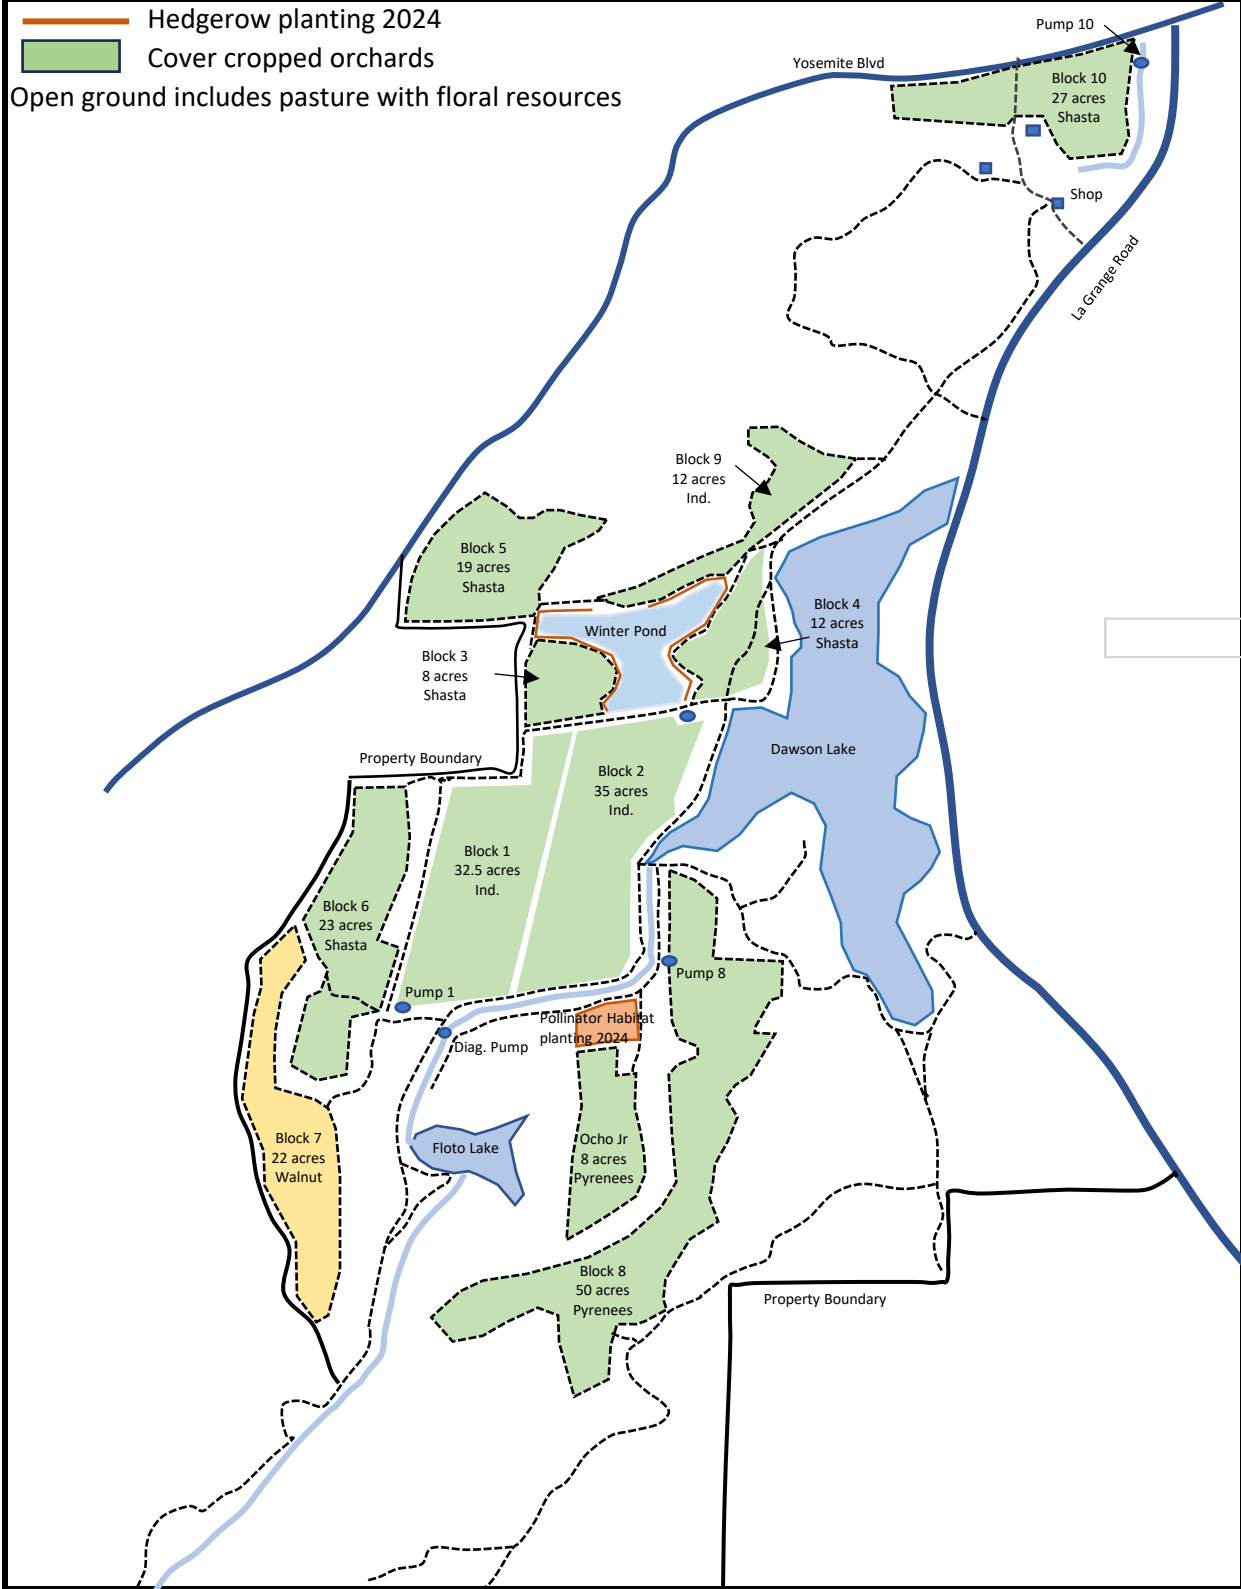 Hedgerow planting 2024
Cover cropped orchards
Open ground includes pasture with floral resources
Pump 10
Yosemite Blvd
Block 10
27 acres
Shasta
Shop
La Grange Road
Block 9
12 acres
Ind.
Block 5
19 acres
Shasta
Block 4
12 acres
Shasta
Winter Pond
Block 3
8 acres
Shasta
Property Boundary
Dawson Lake
Block 2
35 acres
Ind.
Block 1
32.5 acres
Ind.
Block 6
23 acres
Shasta
Pump 8
Pump 1
Pollinator Habitat
planting 2024
Diag. Pump
Block 7
22 acres
Walnut
Floto Lake
Ocho Jr
8 acres
Pyrenees
Block 8
50 acres
Pyrenees
Property Boundary